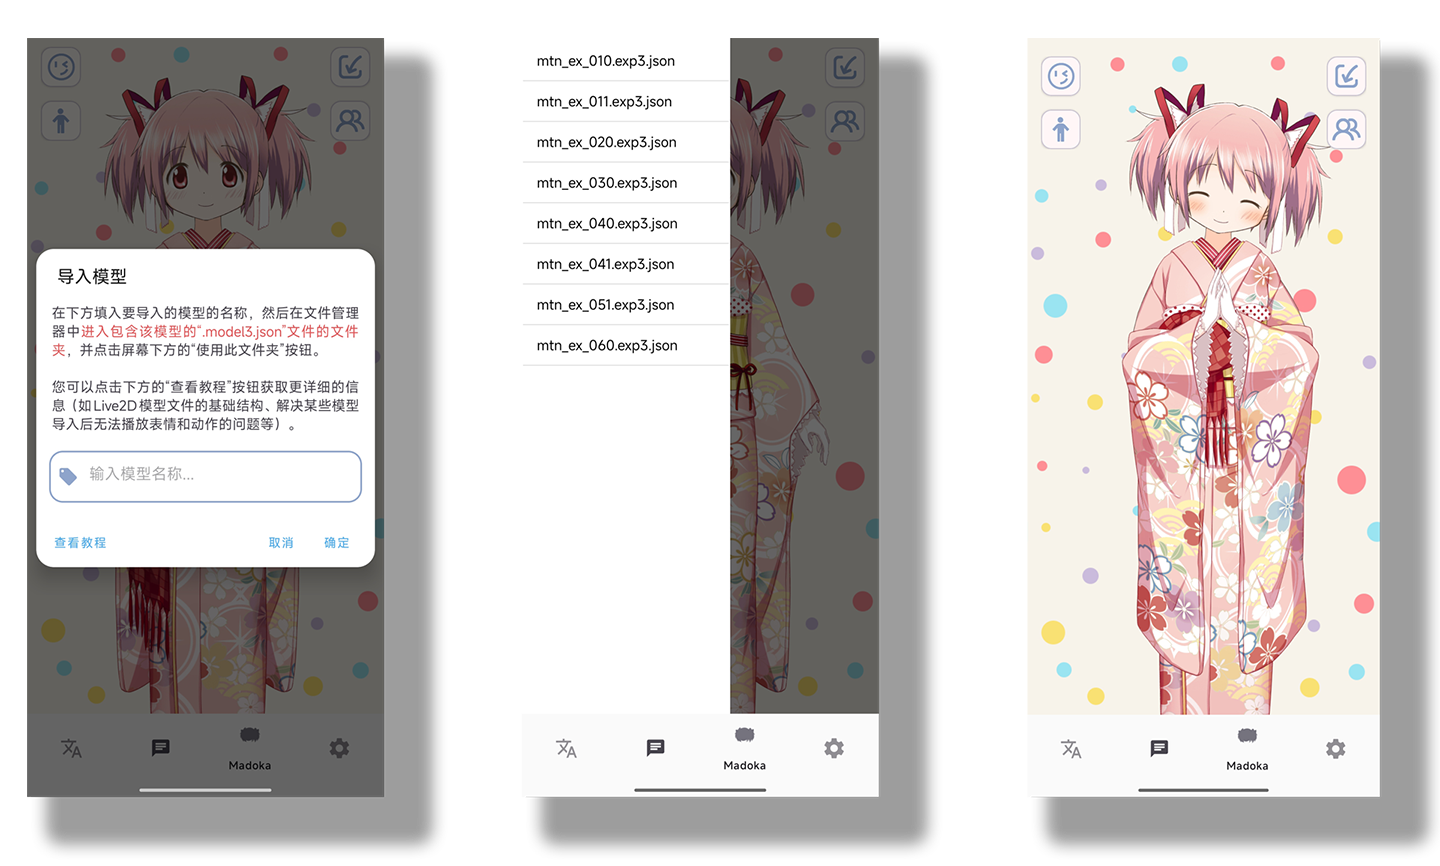 导入模型
在下方填入要导入的模型的名称，然后在文件管理
器中进入包含该模型的“.model3.json”文件的文件
夹，并点击屏幕下方的“使用此文件夹”按钮。
您可以点击下方的“查看教程”按钮获取更详细的信
息（如Live2D模型文件的基础结构、解决某些模型
导入后无法播放表情和动作的问题等）。
输入模型名称...
查看教程
取消
确定
文A
Madoka
mtn_ex_010.exp3.json
mtn_ex_011.exp3.json
mtn_ex_020.exp3.json
mtn_ex_030.exp3.json
mtn_ex_040.exp3.json
mtn_ex_041.exp3.json
mtn_ex_051.exp3.json
mtn_ex_060.exp3.json
文A
Madoka
文A
Madoka